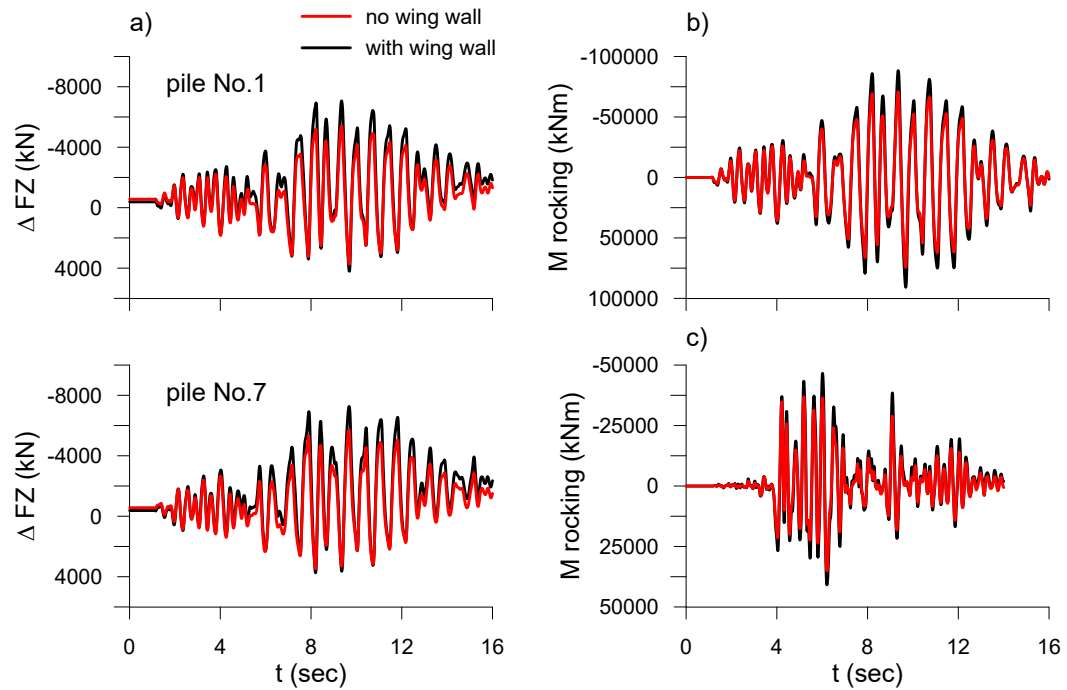 a)
no wing wall
with wing wall
b)
pile No.1
-8000
-4000
0
4000
Δ FZ (kN)
-100000
-50000
0
50000
100000
M rocking (kNm)
pile No.7
-8000
-4000
0
4000
Δ FZ (kN)
0 4 8 12 16
t (sec)
c)
-50000
-25000
0
25000
50000
M rocking (kNm)
0 4 8 12 16
t (sec)